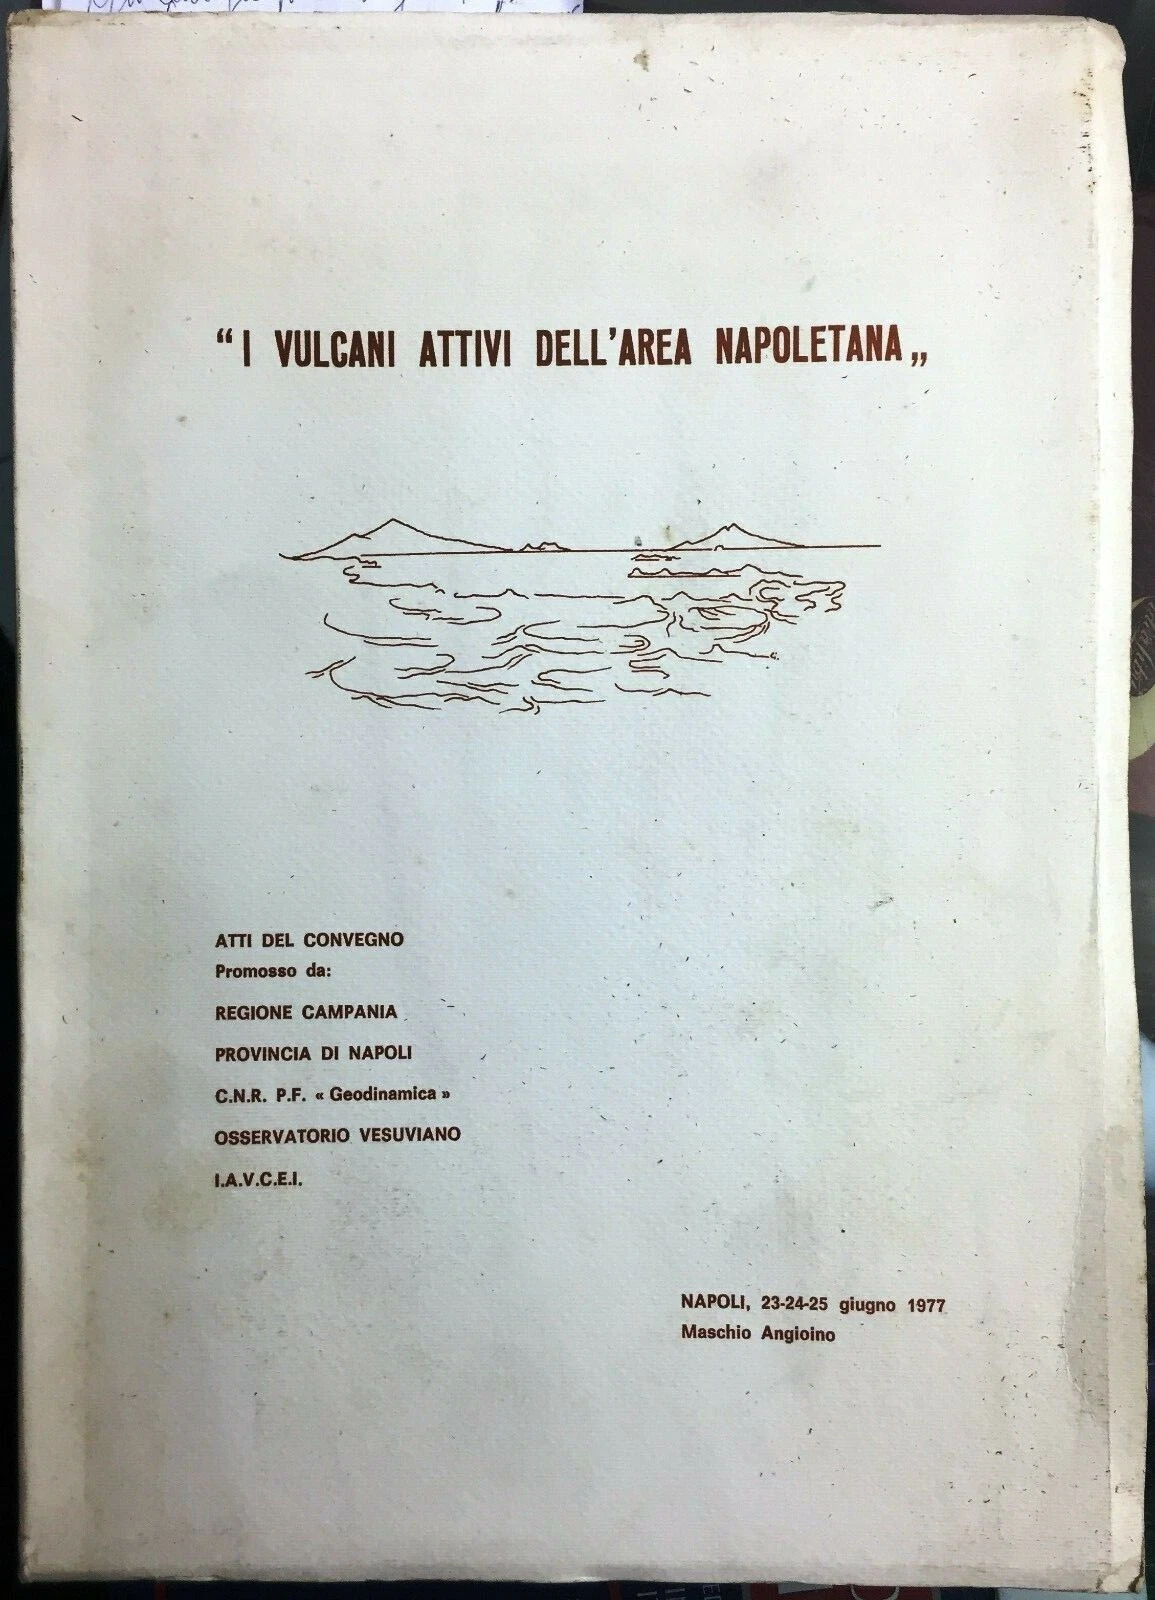 “ I VULCANI ATTIVI DELL'AREA NAPOLETANA „
ATTI DEL CONVEGNO
Promosso da:
REGIONE CAMPANIA
PROVINCIA DI NAPOLI
C.N.R. P.F. « Geodinamica »
OSSERVATORIO VESUVIANO
I.A.V.C.E.I.
NAPOLI, 23-24-25 giugno 1977
Maschio Angioino